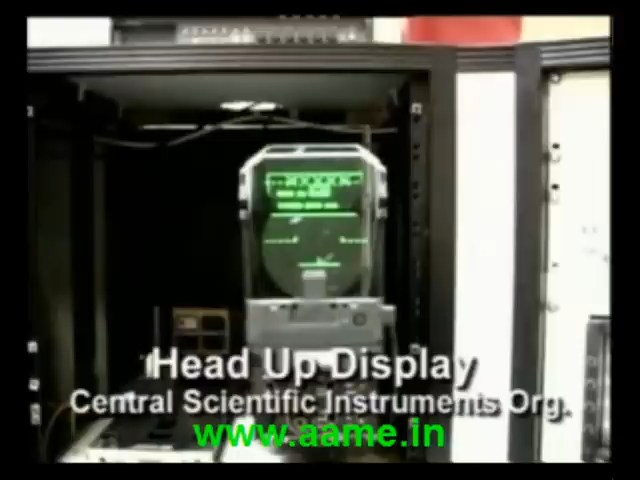 Head Up Display
Central Scientific Instruments Org.
www.aame.in